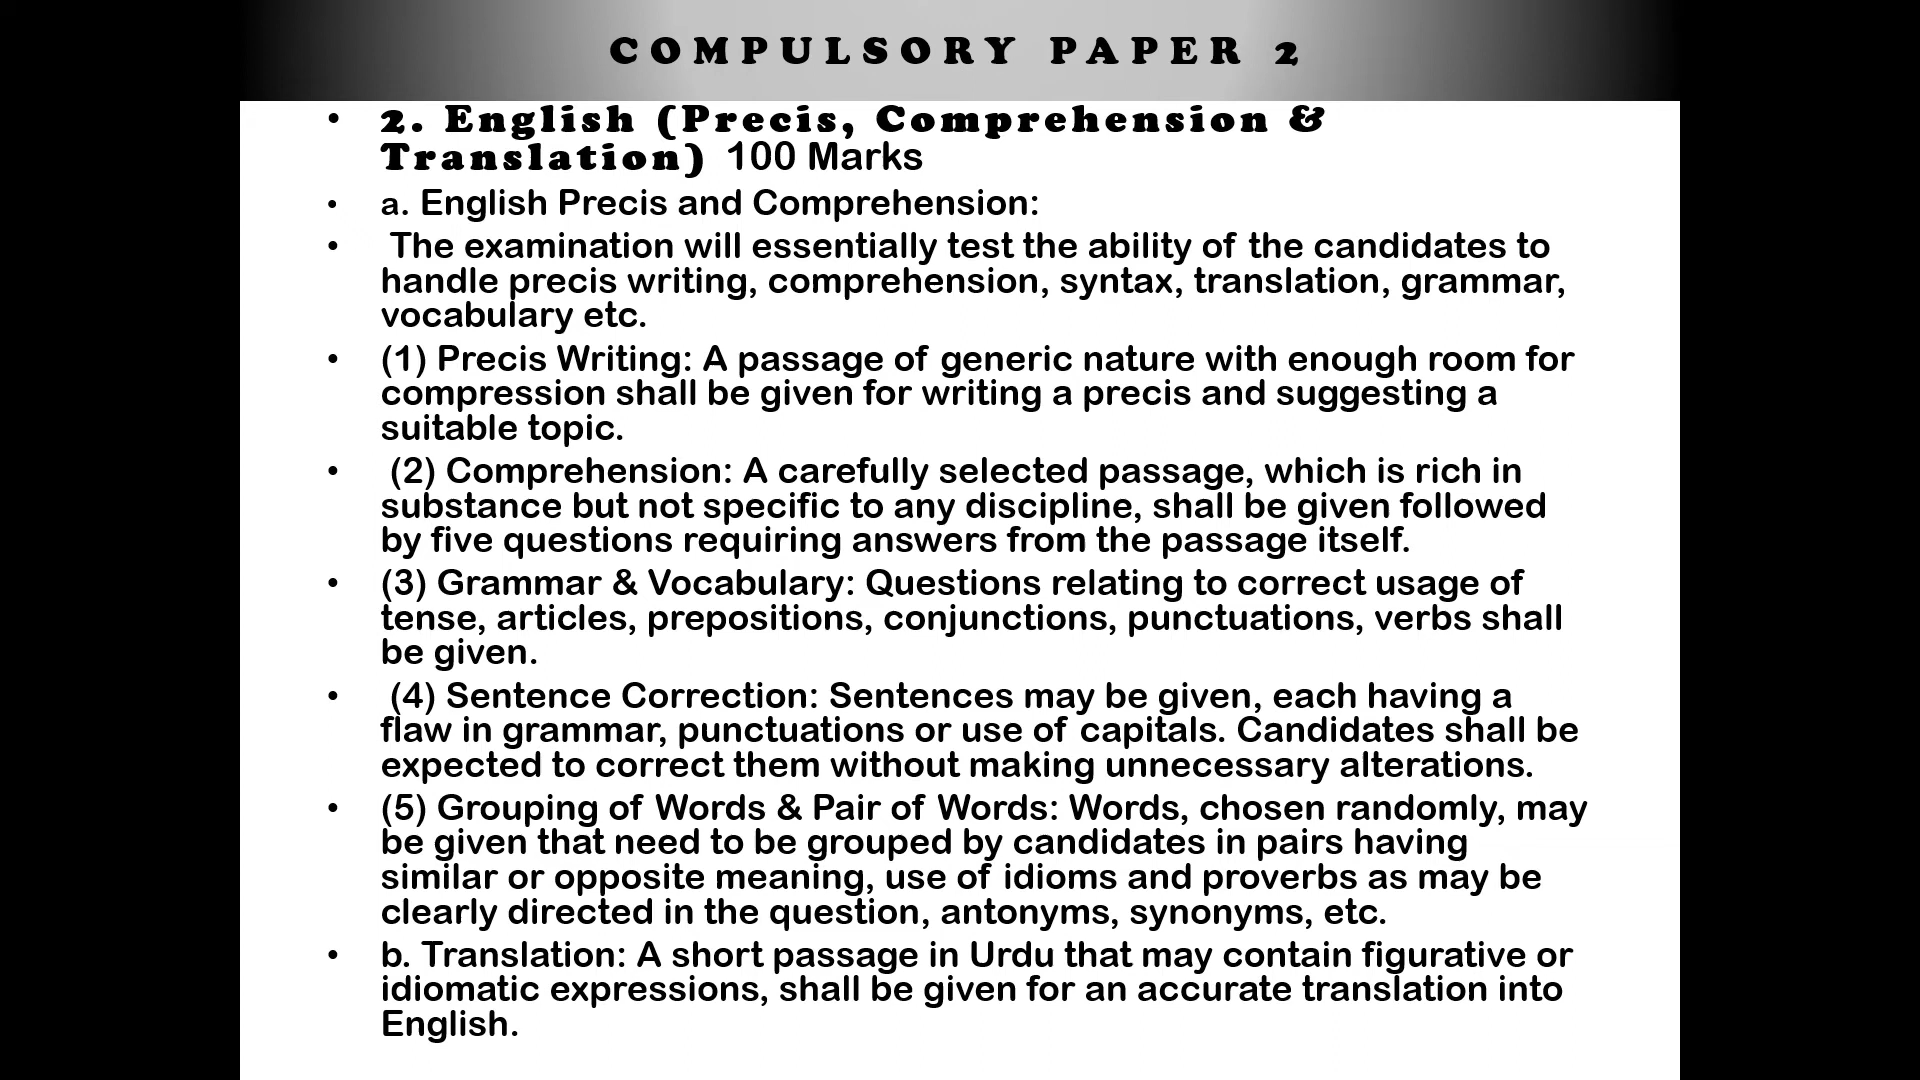 COMPULSORY PAPER 2
• 2. English (Precis, Comprehension &
Translation) 100 Marks
• a. English Precis and Comprehension:
• The examination will essentially test the ability of the candidates to
handle precis writing, comprehension, syntax, translation, grammar,
vocabulary etc.
• (1) Precis Writing: A passage of generic nature with enough room for
compression shall be given for writing a precis and suggesting a
suitable topic.
• (2) Comprehension: A carefully selected passage, which is rich in
substance but not specific to any discipline, shall be given followed
by five questions requiring answers from the passage itself.
• (3) Grammar & Vocabulary: Questions relating to correct usage of
tense, articles, prepositions, conjunctions, punctuations, verbs shall
be given.
• (4) Sentence Correction: Sentences may be given, each having a
flaw in grammar, punctuations or use of capitals. Candidates shall be
expected to correct them without making unnecessary alterations.
• (5) Grouping of Words & Pair of Words: Words, chosen randomly, may
be given that need to be grouped by candidates in pairs having
similar or opposite meaning, use of idioms and proverbs as may be
clearly directed in the question, antonyms, synonyms, etc.
• b. Translation: A short passage in Urdu that may contain figurative or
idiomatic expressions, shall be given for an accurate translation into
English.